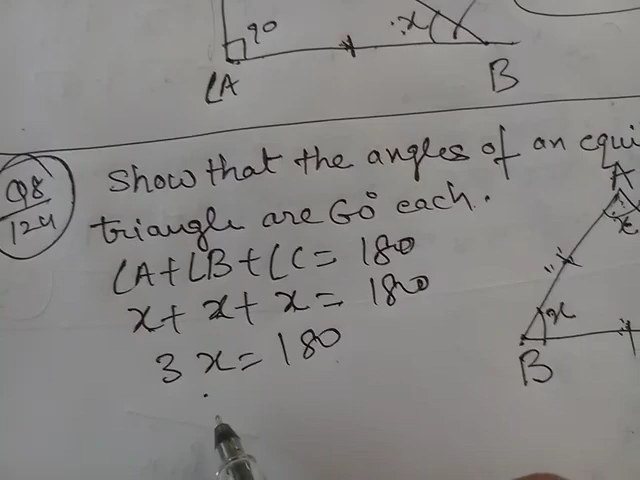 90
x
∠A
B
Q8
124
Show that the angles of an equi
triangle are 60° each.
∠A+∠B+∠C= 180
x+ x+ x= 180
3x= 180
A
x
x
B